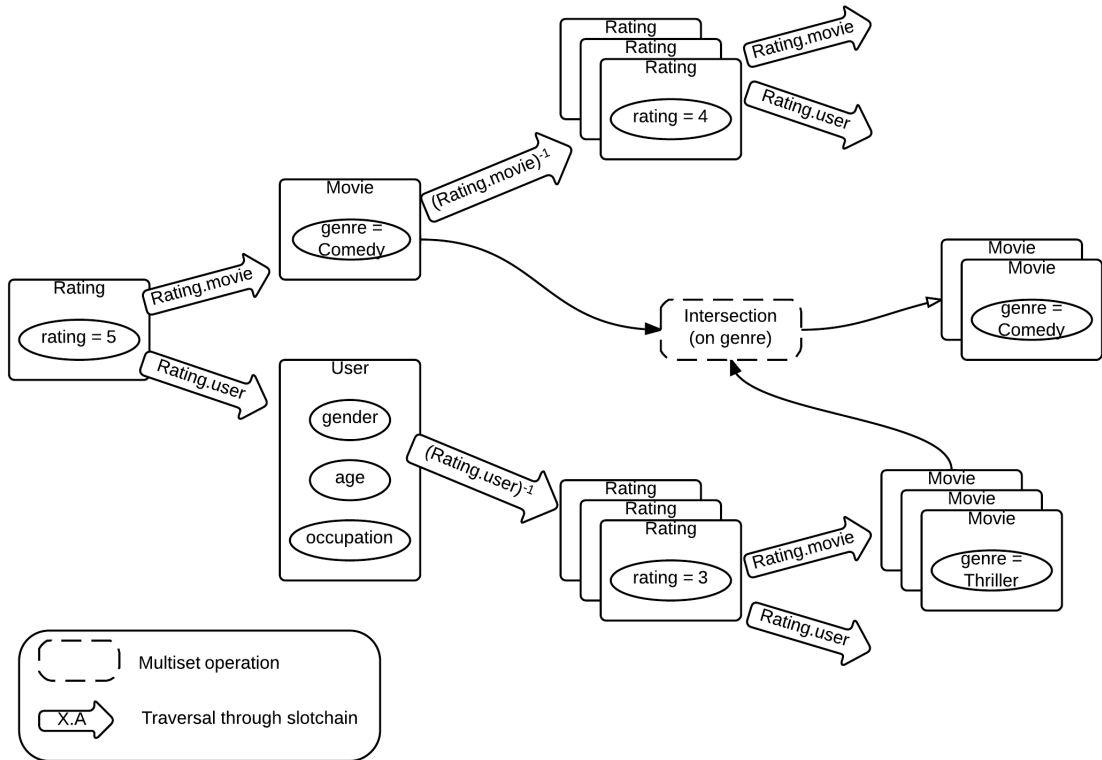 Rating
Rating
Rating
rating = 4
Rating.movie
Rating.user
(Rating.movie)-1
Movie
genre =
Comedy
Rating
rating = 5
Rating.movie
Rating.user
Intersection
(on genre)
Movie
Movie
genre =
Comedy
User
gender
age
occupation
(Rating.user)-1
Rating
Rating
Rating
rating = 3
Rating.movie
Rating.user
Movie
Movie
Movie
genre =
Thriller
Multiset operation
X.A
Traversal through slotchain